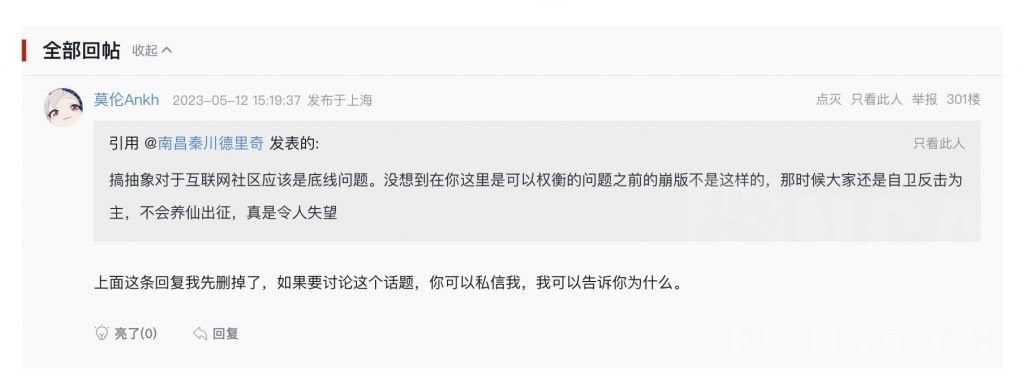 全部回帖 收起
莫伦Ankh 2023-05-12 15:19:37 发布于上海 点灭 只看此人 举报 301楼
引用 @南昌秦川德里奇 发表的: 只看此人
搞抽象对于互联网社区应该是底线问题。没想到在你这里是可以权衡的问题之前的崩版不是这样的，那时候大家还是自卫反击为
主，不会养仙出征，真是令人失望
上面这条回复我先删掉了，如果要讨论这个话题，你可以私信我，我可以告诉你为什么。
亮了(0) 回复